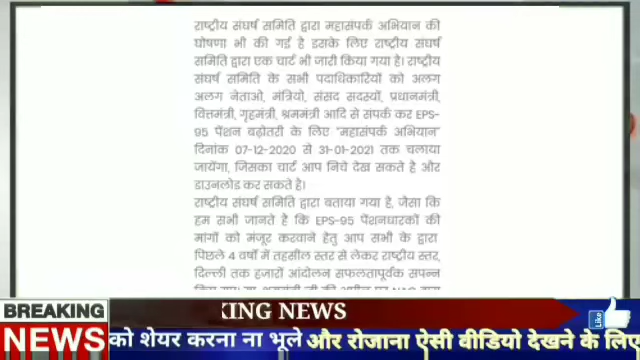 राष्ट्रीय संघर्ष समिति द्वारा महासंपर्क अभियान की
घोषणा भी की गई है इसके लिए राष्ट्रीय संघर्ष
समिति द्वारा एक चार्ट भी जारी किया गया है। राष्ट्रीय
संघर्ष समिति के सभी पदाधिकारियों को अलग
अलग नेताओ, मंत्रियो, संसद सदस्यों, प्रधानमंत्री,
वित्तमंत्री, गृहमंत्री, श्रममंत्री आदि से संपर्क कर EPS-
95 पेंशन बढ़ोतरी के लिए "महासंपर्क अभियान"
दिनांक 07-12-2020 से 31-01-2021 तक चलाया
जायेंगा, जिसका चार्ट आप निचे देख सकते है और
डाउनलोड कर सकते है।
राष्ट्रीय संघर्ष समिति द्वारा बताया गया है, जैसा कि
हम सभी जानते है कि EPS-95 पेंशनधारकों की
मांगों को मंजूर करवाने हेतु आप सभी के द्वारा
पिछले 4 वर्षो में तहसील स्तर से लेकर राष्ट्रीय स्तर,
दिल्ली तक हजारों आंदोलन सफलतापूर्वक सपन्न
BREAKING
NEWS
KING NEWS
Like
को शेयर करना ना भूले और रोजाना ऐसी वीडियो देखने के लिए